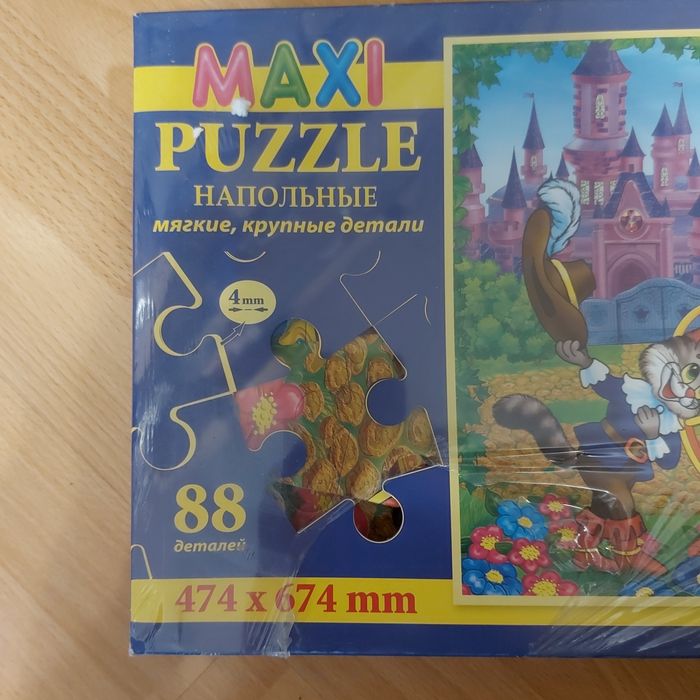 MAXI
PUZZLE
НАПОЛЬНЫЕ
мягкие, крупные детали
4mm
88
деталей
474 x 674 mm